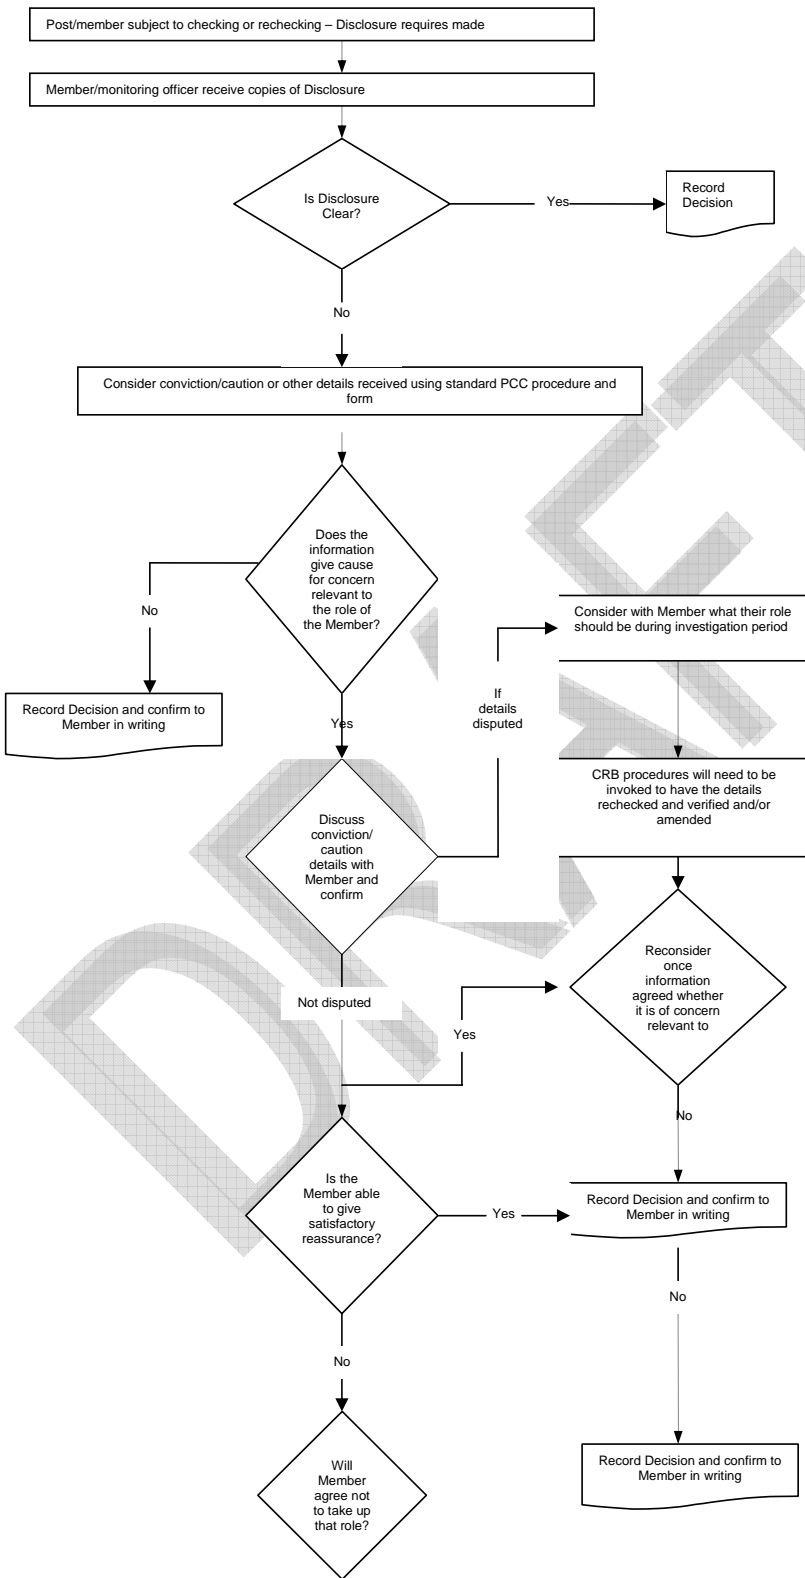 Post/member subject to checking or rechecking – Disclosure requires made
Member/monitoring officer receive copies of Disclosure
Is Disclosure
Clear?
Yes
Record
Decision
No
Consider conviction/caution or other details received using standard PCC procedure and
form
Does the
information
give cause
for concern
relevant to
the role of
the Member?
No
Record Decision and confirm to
Member in writing
Yes
If
details
disputed
Consider with Member what their role
should be during investigation period
CRB procedures will need to be
invoked to have the details
rechecked and verified and/or
amended
Discuss
conviction/
caution
details with
Member and
confirm
Not disputed
Yes
Reconsider
once
information
agreed whether
it is of concern
relevant to
No
Is the
Member able
to give
satisfactory
reassurance?
Yes
Record Decision and confirm to
Member in writing
No
No
Will
Member
agree not
to take up
that role?
Record Decision and confirm to
Member in writing
DRAFT